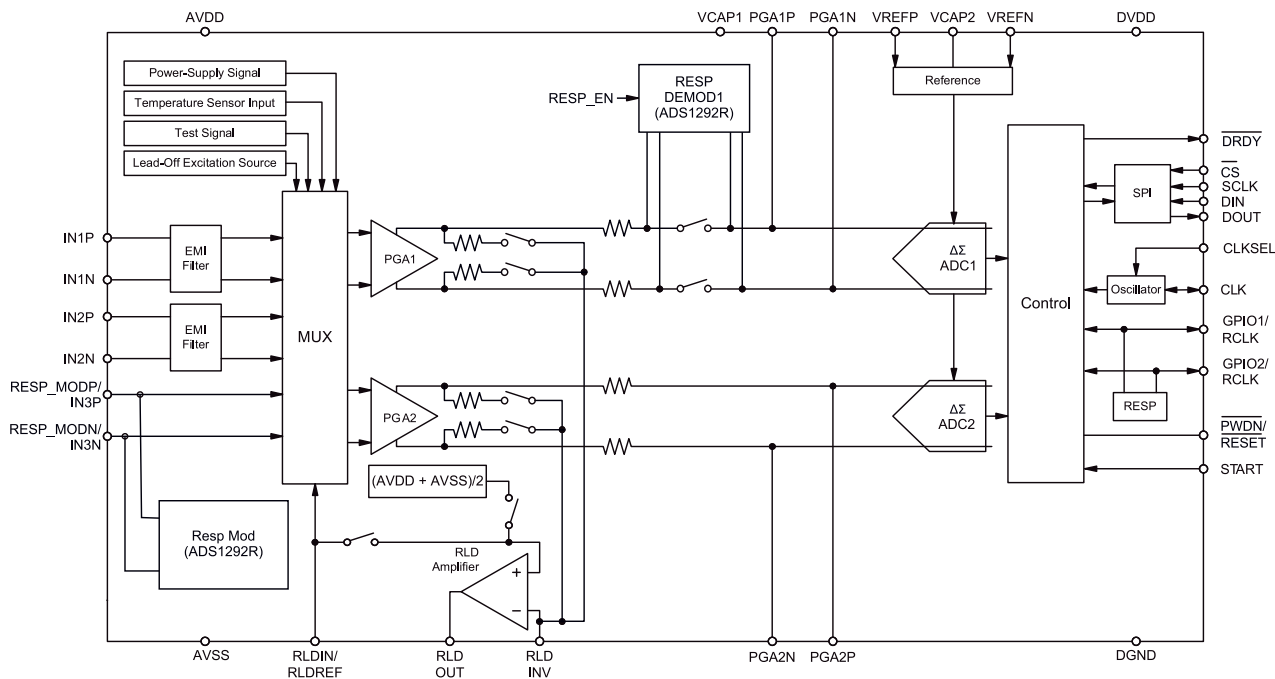 AVDD
VCAP1
PGA1P
PGA1N
VREFP
VCAP2
VREFN
DVDD
Power-Supply Signal
Temperature Sensor Input
Test Signal
Lead-Off Excitation Source
RESP_EN
RESP
DEMOD1
(ADS1292R)
Reference
DRDY
CS
SCLK
DIN
DOUT
SPI
CLKSEL
Oscillator
CLK
IN1P
IN1N
EMI
Filter
IN2P
IN2N
EMI
Filter
RESP_MODP/
IN3P
RESP_MODN/
IN3N
MUX
PGA1
PGA2
ΔΣ
ADC1
ΔΣ
ADC2
Control
GPIO1/
RCLK
GPIO2/
RCLK
RESP
PWDN/
RESET
START
(AVDD + AVSS)/2
Resp Mod
(ADS1292R)
RLD
Amplifier
+
−
AVSS
RLDIN/
RLDREF
RLD
OUT
RLD
INV
PGA2N
PGA2P
DGND